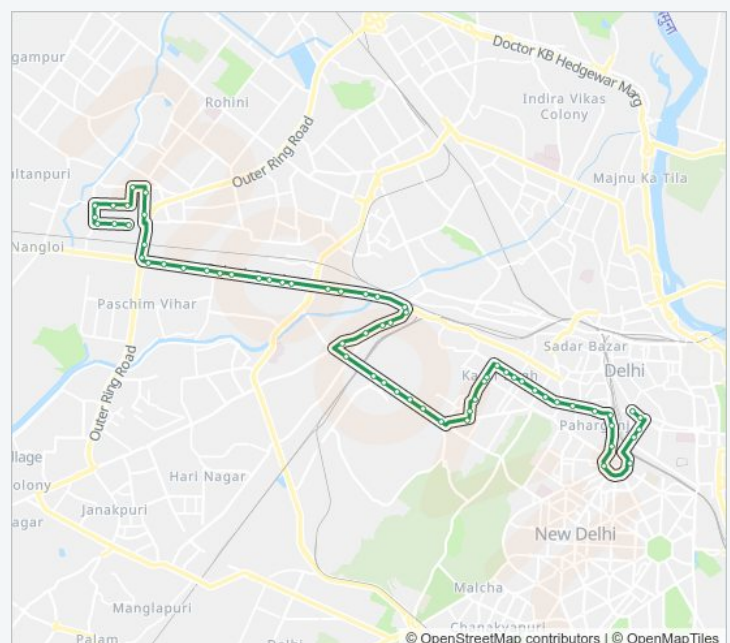 सुना
Doctor KB Hedgewar Marg
gampur
Rohini
Indira Vikas
Colony
Outer Ring Road
ultanpuri
Majnu Ka Tila
Nangloi
Paschim Vihar
Sadar Bazar
Delhi
Outer Ring Road
Paharg
llage
olony
Hari Nagar
Janakpuri
agar
New Delhi
Malcha
Manglapuri
Chanakyapuri
Palam
© OpenStreetMap contributors | © OpenMapTiles